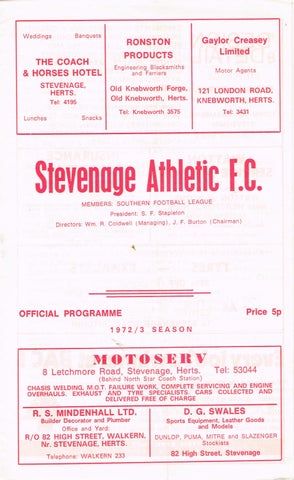 Weddings Banquets
THE COACH
& HORSES HOTEL
STEVENAGE,
HERTS.
Tel 4195
Lunches Snacks
RONSTON
PRODUCTS
Engineering Blacksmiths
and Farriers
Old Knebworth Forge,
Old Knebworth, Herts.
Tel: Knebworth 3575
Gaylor Creasey
Limited
Motor Agents
121 LONDON ROAD,
KNEBWORTH, HERTS.
Tel: 3431
Stevenage Athletic F.C.
MEMBERS: SOUTHERN FOOTBALL LEAGUE
President: S. F. Stapleton
Directors: Wm. R. Coldwell (Managing), J. F. Burton (Chairman)
OFFICIAL PROGRAMME Price 5p
1972/3 SEASON
MOTOSERV
8 Letchmore Road, Stevenage, Herts. Tel: 53044
(Behind North Star Coach Station)
CHASIS WELDING, M.O.T. FAILURE WORK, COMPLETE SERVICING AND ENGINE
OVERHAULS. EXHAUST AND TYRE SPECIALISTS. CARS COLLECTED AND
DELIVERED FREE OF CHARGE
R. S. MINDENHALL LTD.
Builder Decorator and Plumber
Office and Yard:
R/O 82 HIGH STREET, WALKERN,
Nr. STEVENAGE, HERTS.
Telephone: WALKERN 233
D. G. SWALES
Sports Equipment, Leather Goods
and Models
DUNLOP, PUMA, MITRE and SLAZENGER
Stockists
82 High Street, Stevenage